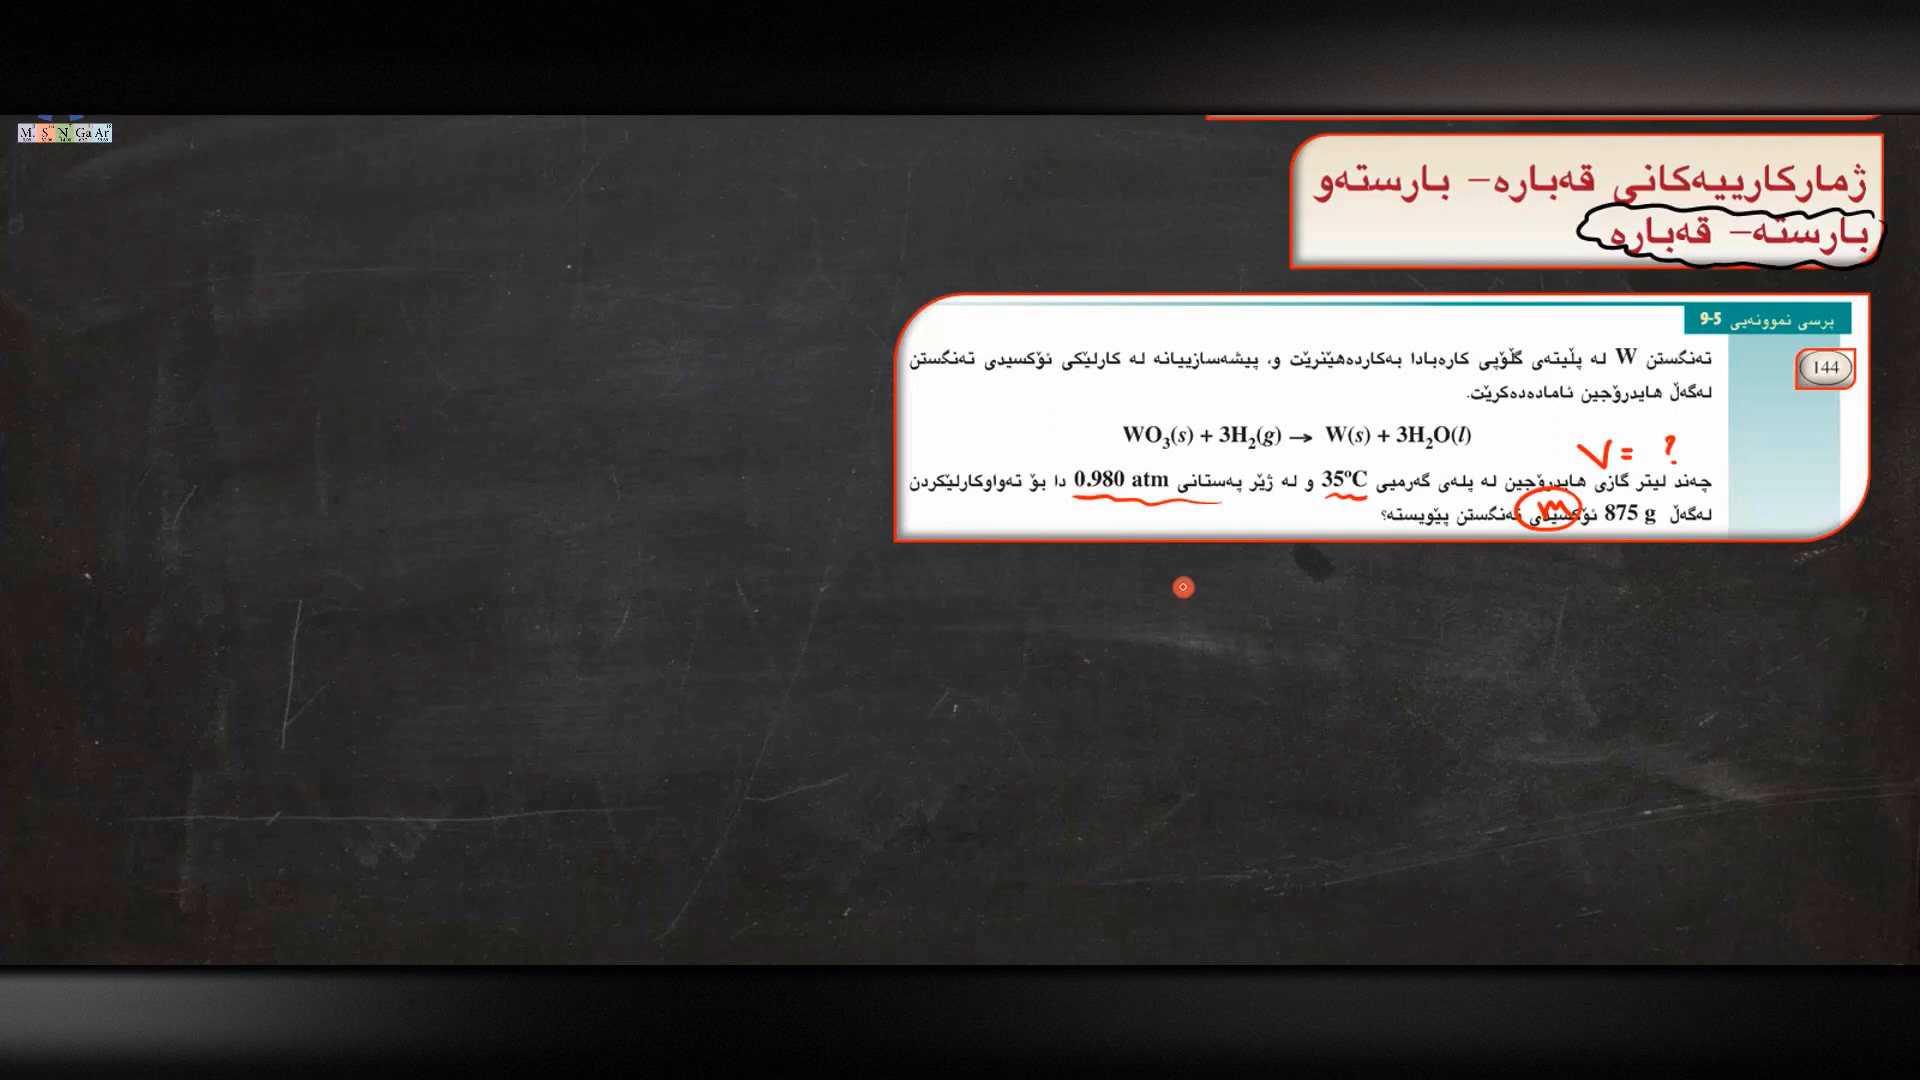 M S N Ga Ar
ژمارکارییەکانی قەبارە– بارستەو
بارستە– قەبارە
پرسی نموونەیی 5-9
144
تەنگستن W لە پڵیتەی گڵۆپی کارەبادا بەکاردەهێنرێت و، پیشەسازییانە لە کارلێکی ئۆکسیدی تەنگستن
لەگەڵ هایدرۆجین ئامادەدەکرێت.
WO₃(s) + 3H₂(g) → W(s) + 3H₂O(l)
V = ?
چەند لیتر گازی هایدرۆجین لە پلەی گەرمیی 35ºC و لە ژێر پەستانی 0.980 atm دا بۆ تەواوکارلێکردن
لەگەڵ 875 g ئۆکسیدی تەنگستن پێویستە؟
m